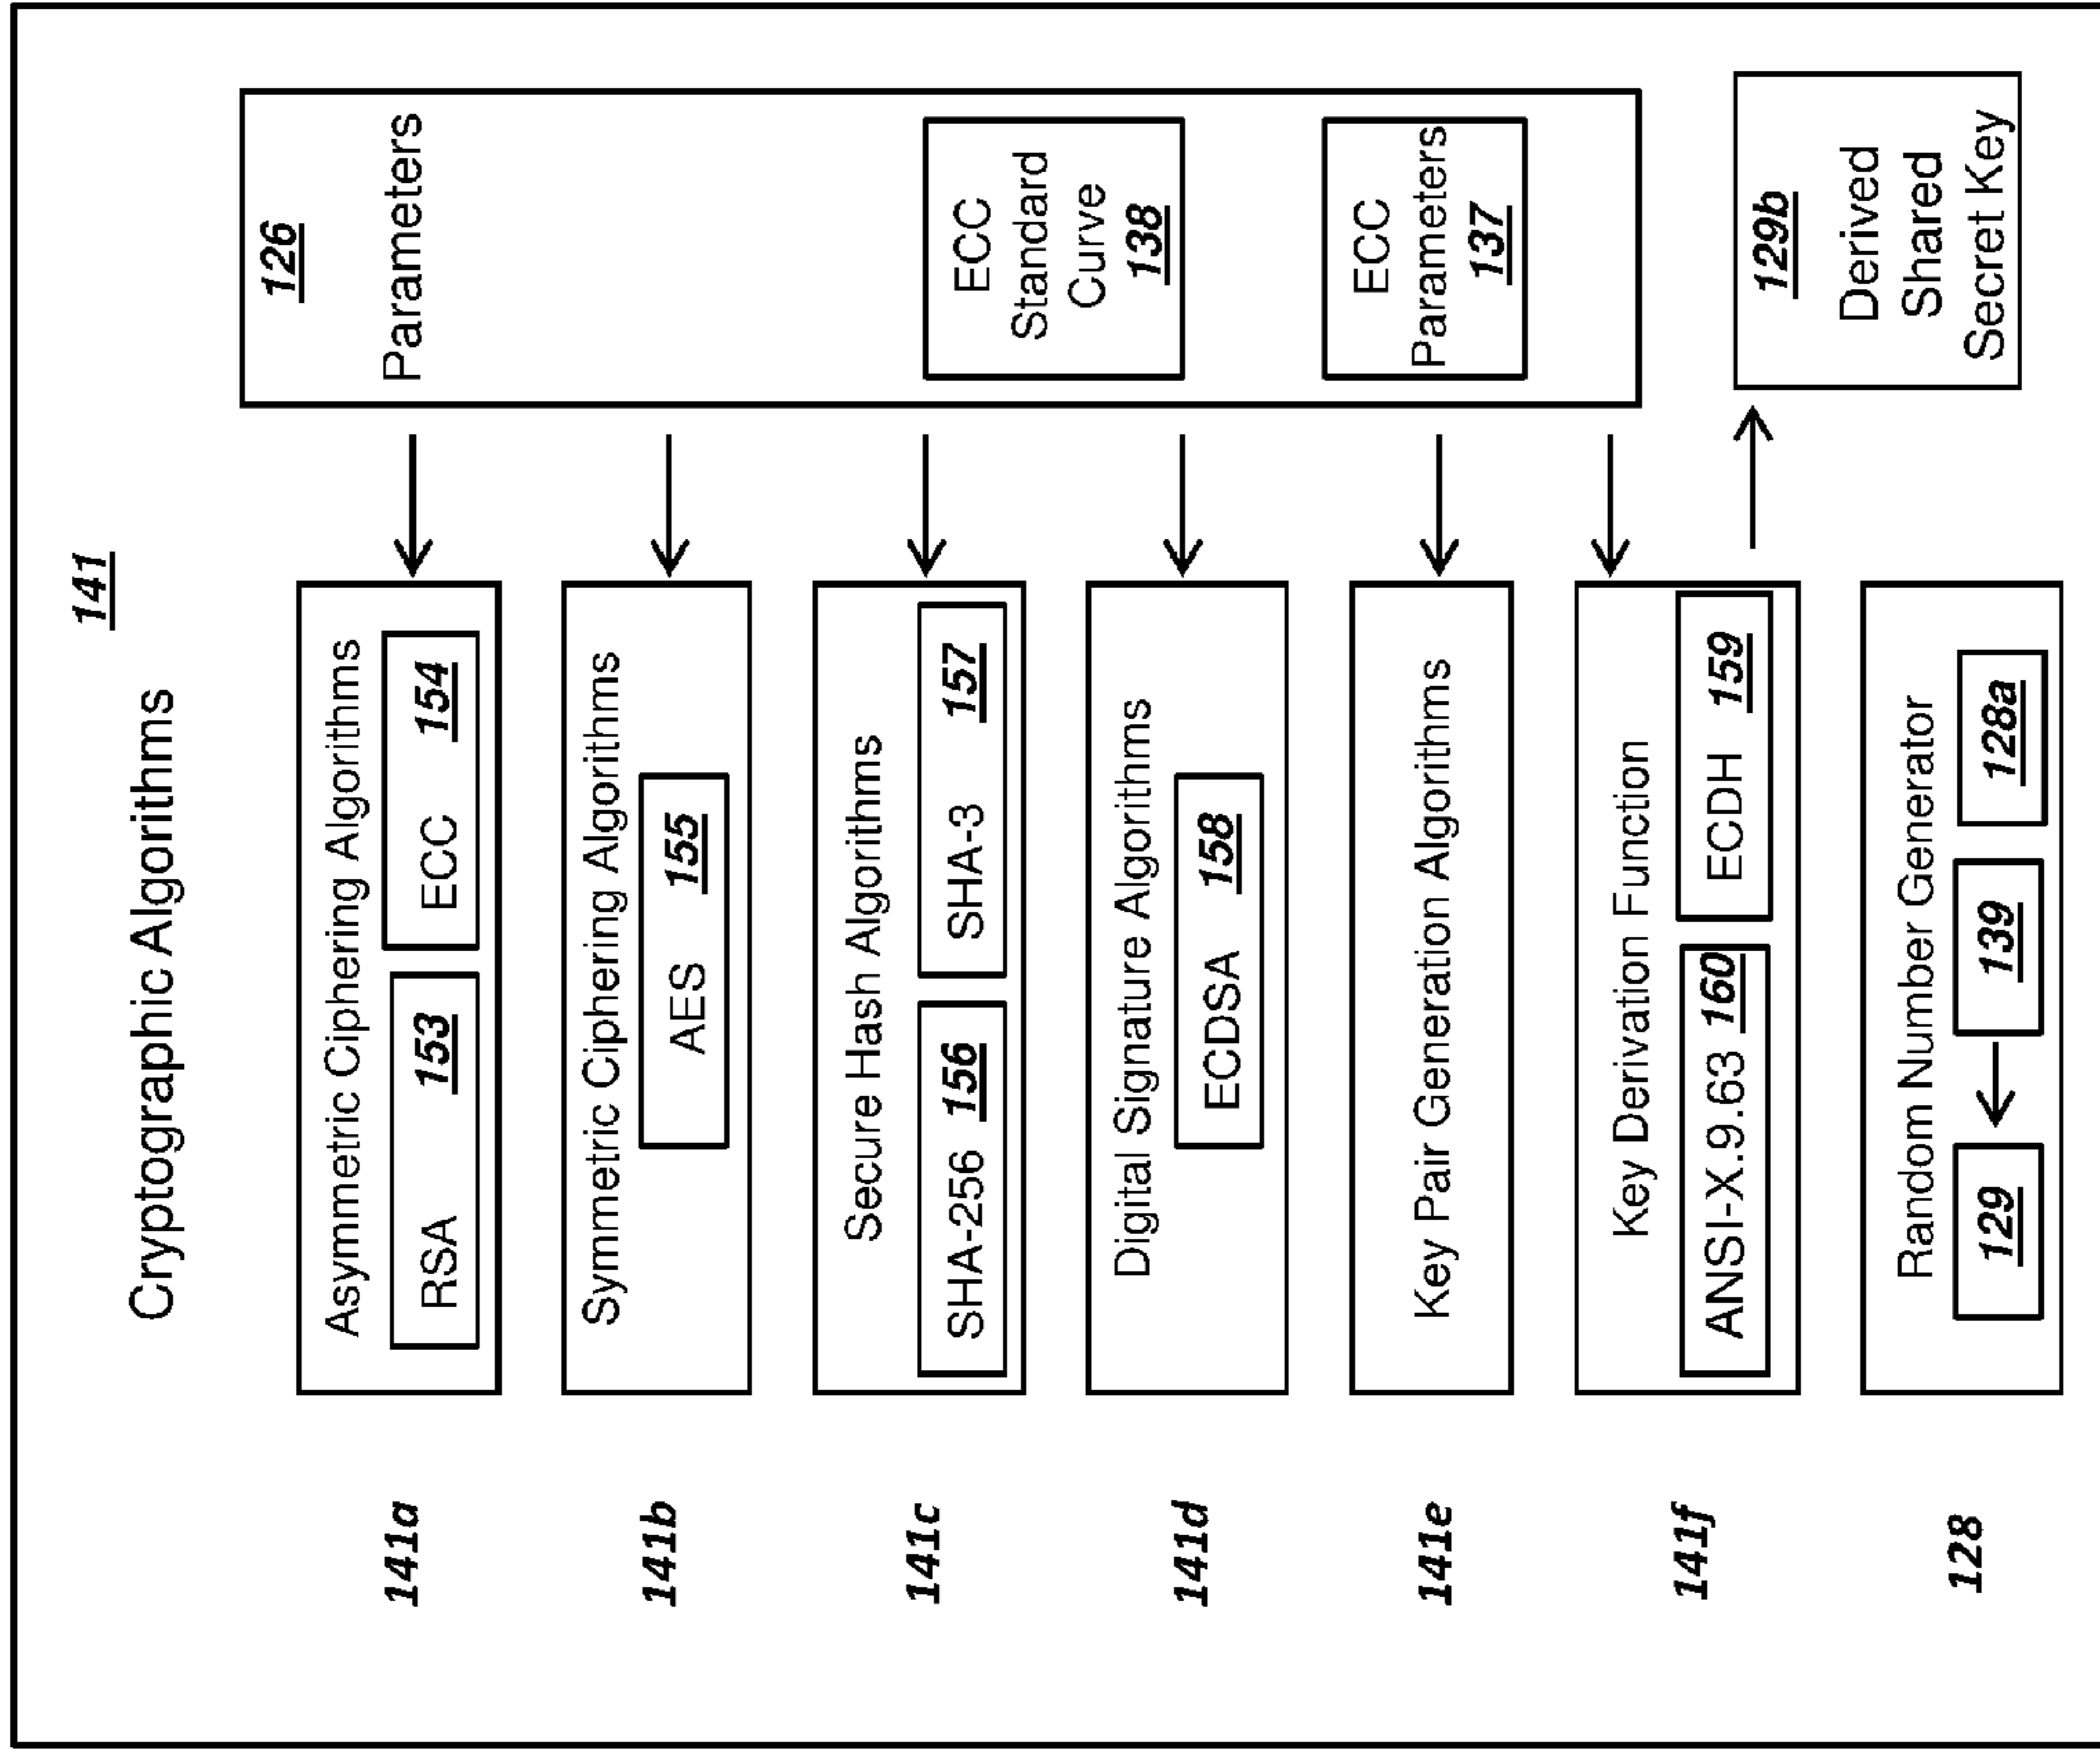 141
Cryptographic Algorithms
141a
Asymmetric Ciphering Algorithms
RSA 153
ECC 154
141b
Symmetric Ciphering Algorithms
AES 155
141c
Secure Hash Algorithms
SHA-256 156
SHA-3 157
141d
Digital Signature Algorithms
ECDSA 158
141e
Key Pair Generation Algorithms
141f
Key Derivation Function
ANSI-X.9.63 160
ECDH 159
128
Random Number Generator
129
139
128a
126
Parameters
ECC
Standard
Curve
138
ECC
Parameters
137
129b
Derived
Shared
Secret Key